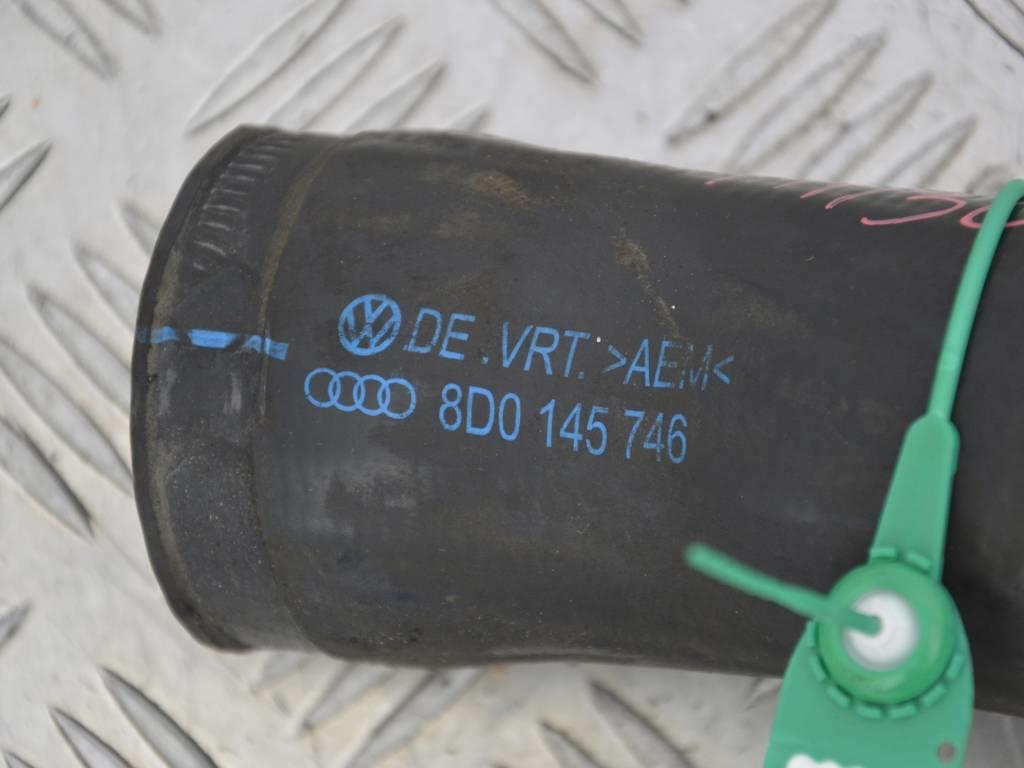 DE.VRT. >AEM<
8D0 145 746